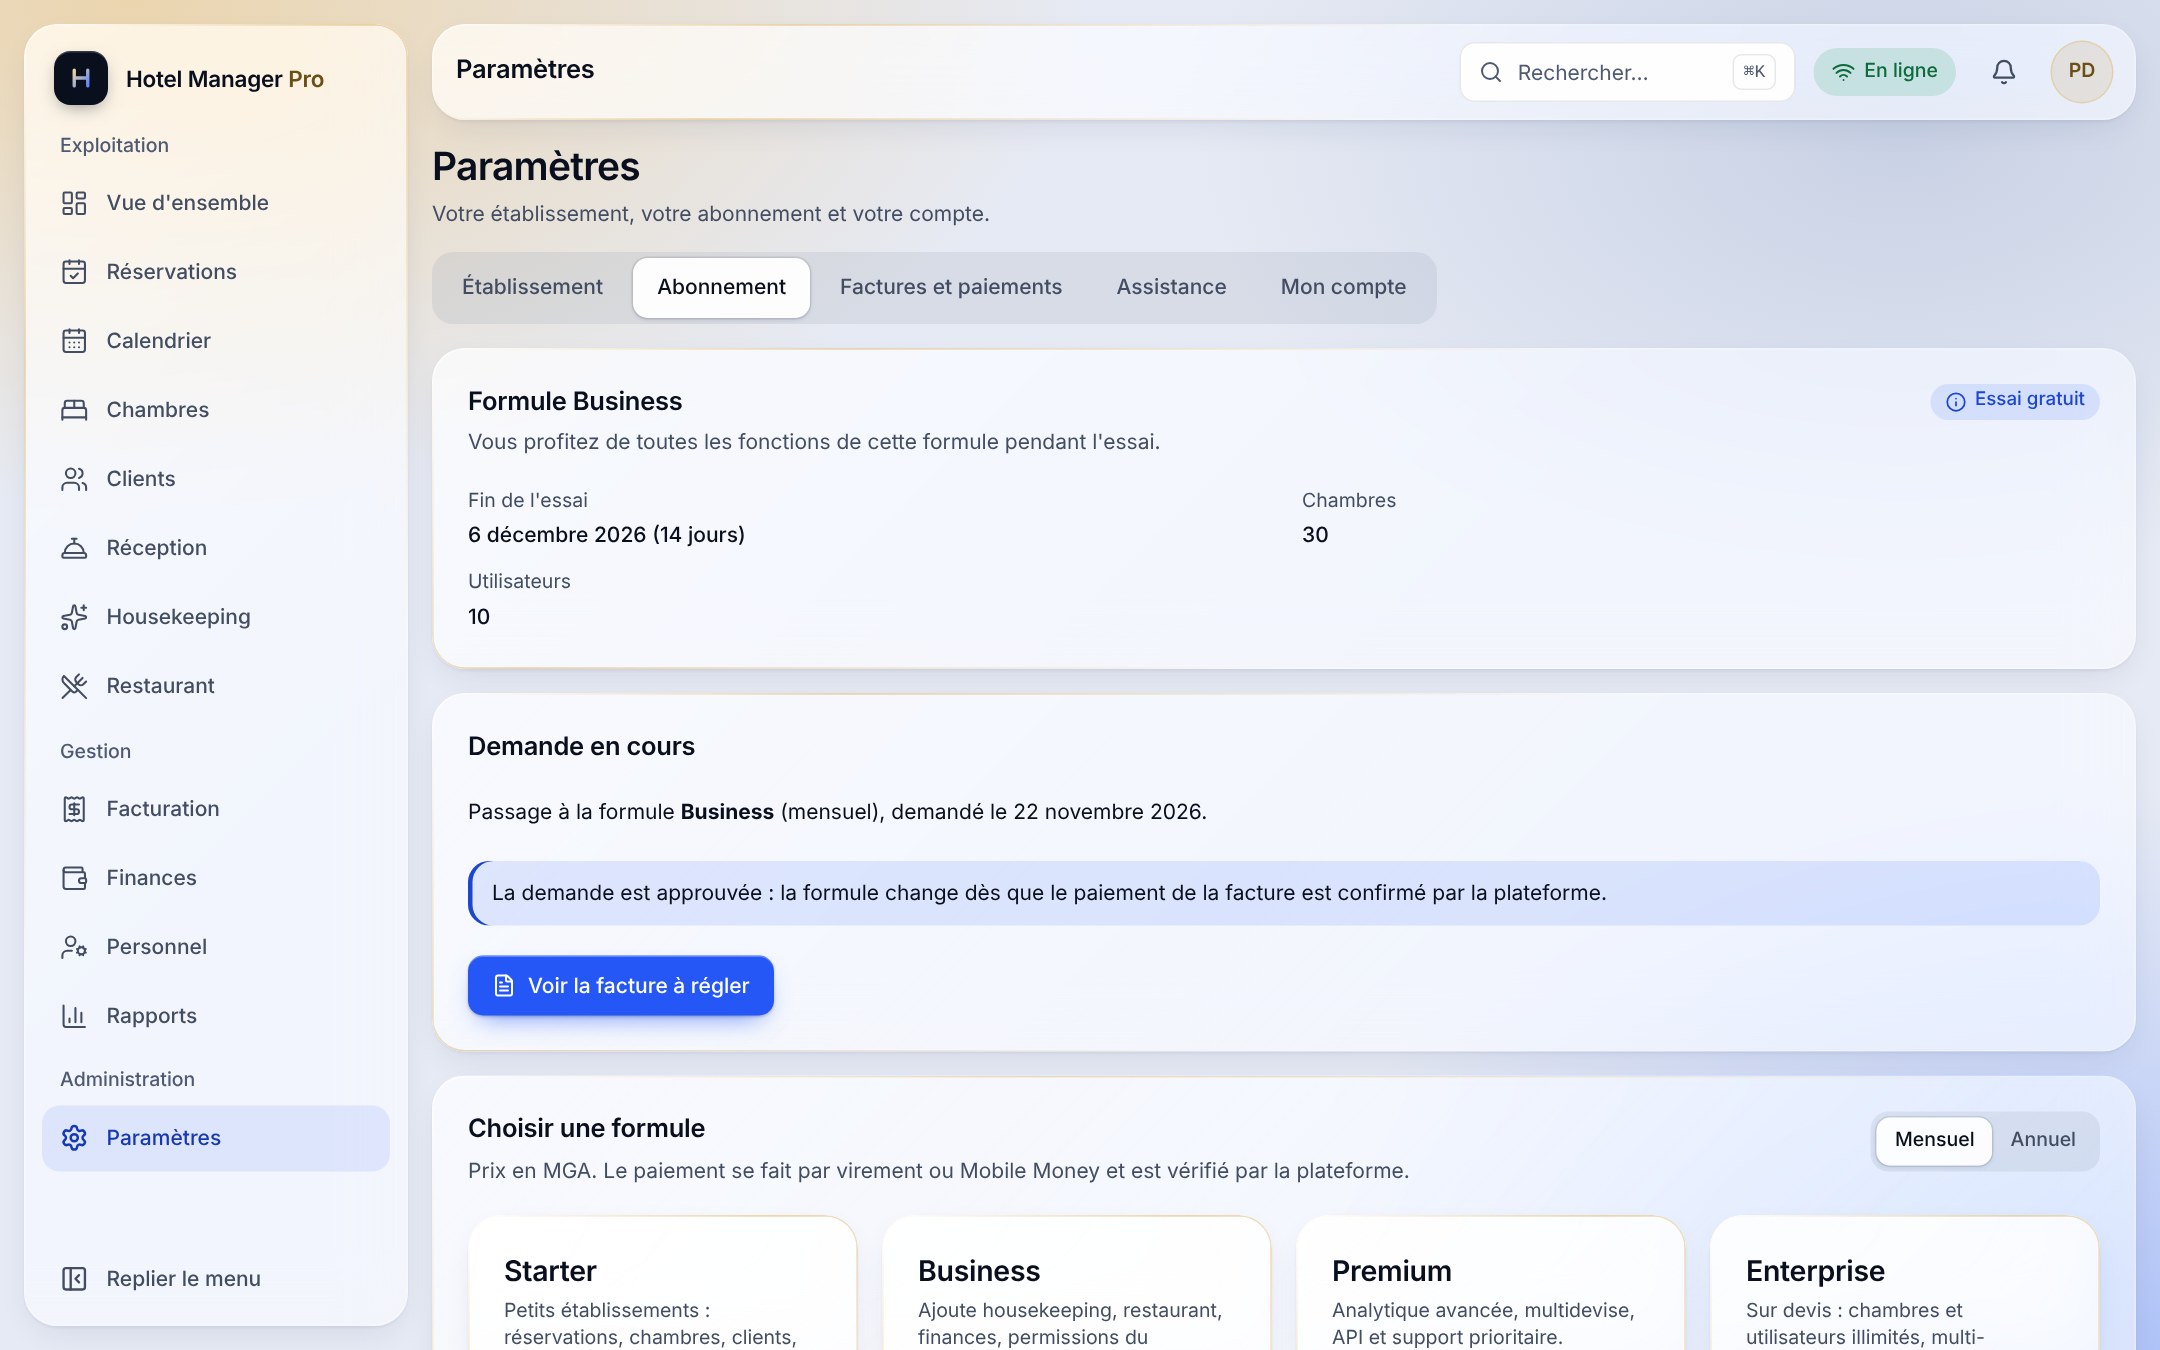 Hotel Manager Pro
Exploitation
Vue d'ensemble
Réservations
Calendrier
Chambres
Clients
Réception
Housekeeping
Restaurant
Gestion
Facturation
Finances
Personnel
Rapports
Administration
Paramètres
Replier le menu
Paramètres
Rechercher...
⌘K
En ligne
PD
Paramètres
Votre établissement, votre abonnement et votre compte.
Établissement
Abonnement
Factures et paiements
Assistance
Mon compte
Formule Business
Essai gratuit
Vous profitez de toutes les fonctions de cette formule pendant l'essai.
Fin de l'essai
6 décembre 2026 (14 jours)
Chambres
30
Utilisateurs
10
Demande en cours
Passage à la formule Business (mensuel), demandé le 22 novembre 2026.
La demande est approuvée : la formule change dès que le paiement de la facture est confirmé par la plateforme.
Voir la facture à régler
Choisir une formule
Prix en MGA. Le paiement se fait par virement ou Mobile Money et est vérifié par la plateforme.
Mensuel
Annuel
Starter
Petits établissements :
réservations, chambres, clients,
Business
Ajoute housekeeping, restaurant,
finances, permissions du
Premium
Analytique avancée, multidevise,
API et support prioritaire.
Enterprise
Sur devis : chambres et
utilisateurs illimités, multi-